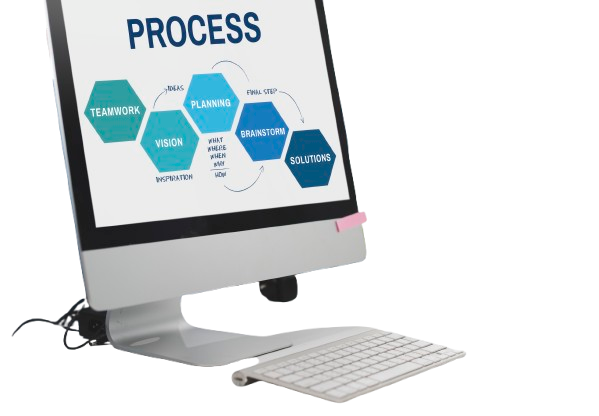 PROCESS
TEAMWORK
VISION
PLANNING
BRAINSTORM
SOLUTIONS
IDEAS
FINAL STEP
INSPIRATION
WHAT
WHERE
WHEN
WHY
HOW